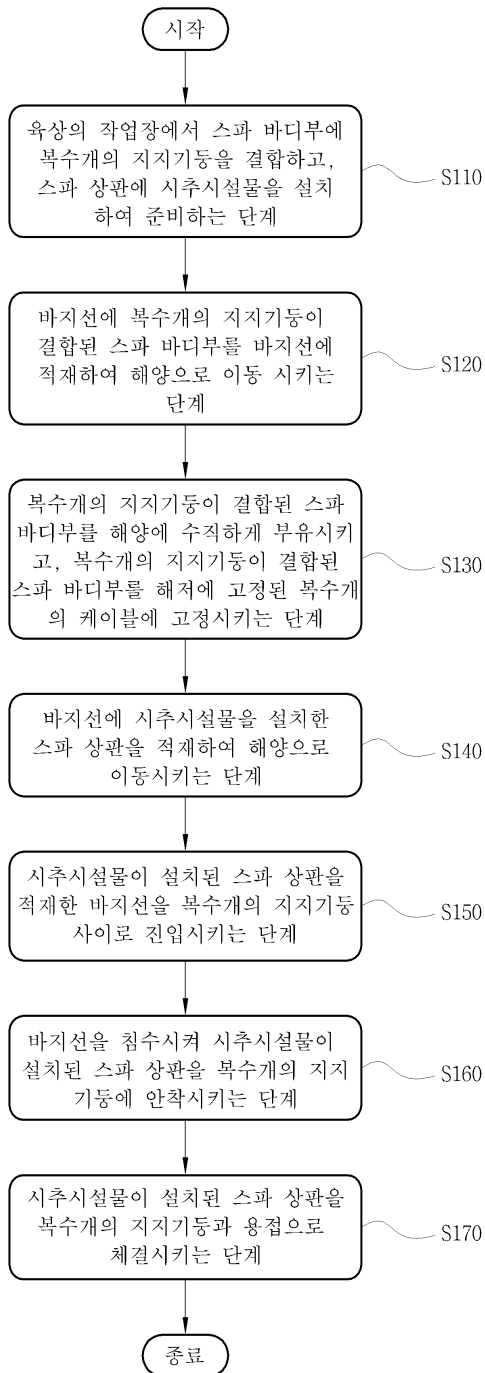 시작
육상의 작업장에서 스파 바디부에
복수개의 지지기둥을 결합하고,
스파 상판에 시추시설물을 설치
하여 준비하는 단계
S110
바지선에 복수개의 지지기둥이
결합된 스파 바디부를 바지선에
적재하여 해양으로 이동 시키는
단계
S120
복수개의 지지기둥이 결합된 스파
바디부를 해양에 수직하게 부유시키
고, 복수개의 지지기둥이 결합된
스파 바디부를 해저에 고정된 복수개
의 케이블에 고정시키는 단계
S130
바지선에 시추시설물을 설치한
스파 상판을 적재하여 해양으로
이동시키는 단계
S140
시추시설물이 설치된 스파 상판을
적재한 바지선을 복수개의 지지기둥
사이로 진입시키는 단계
S150
바지선을 침수시켜 시추시설물이
설치된 스파 상판을 복수개의 지지
기둥에 안착시키는 단계
S160
시추시설물이 설치된 스파 상판을
복수개의 지지기둥과 용접으로
체결시키는 단계
S170
종료